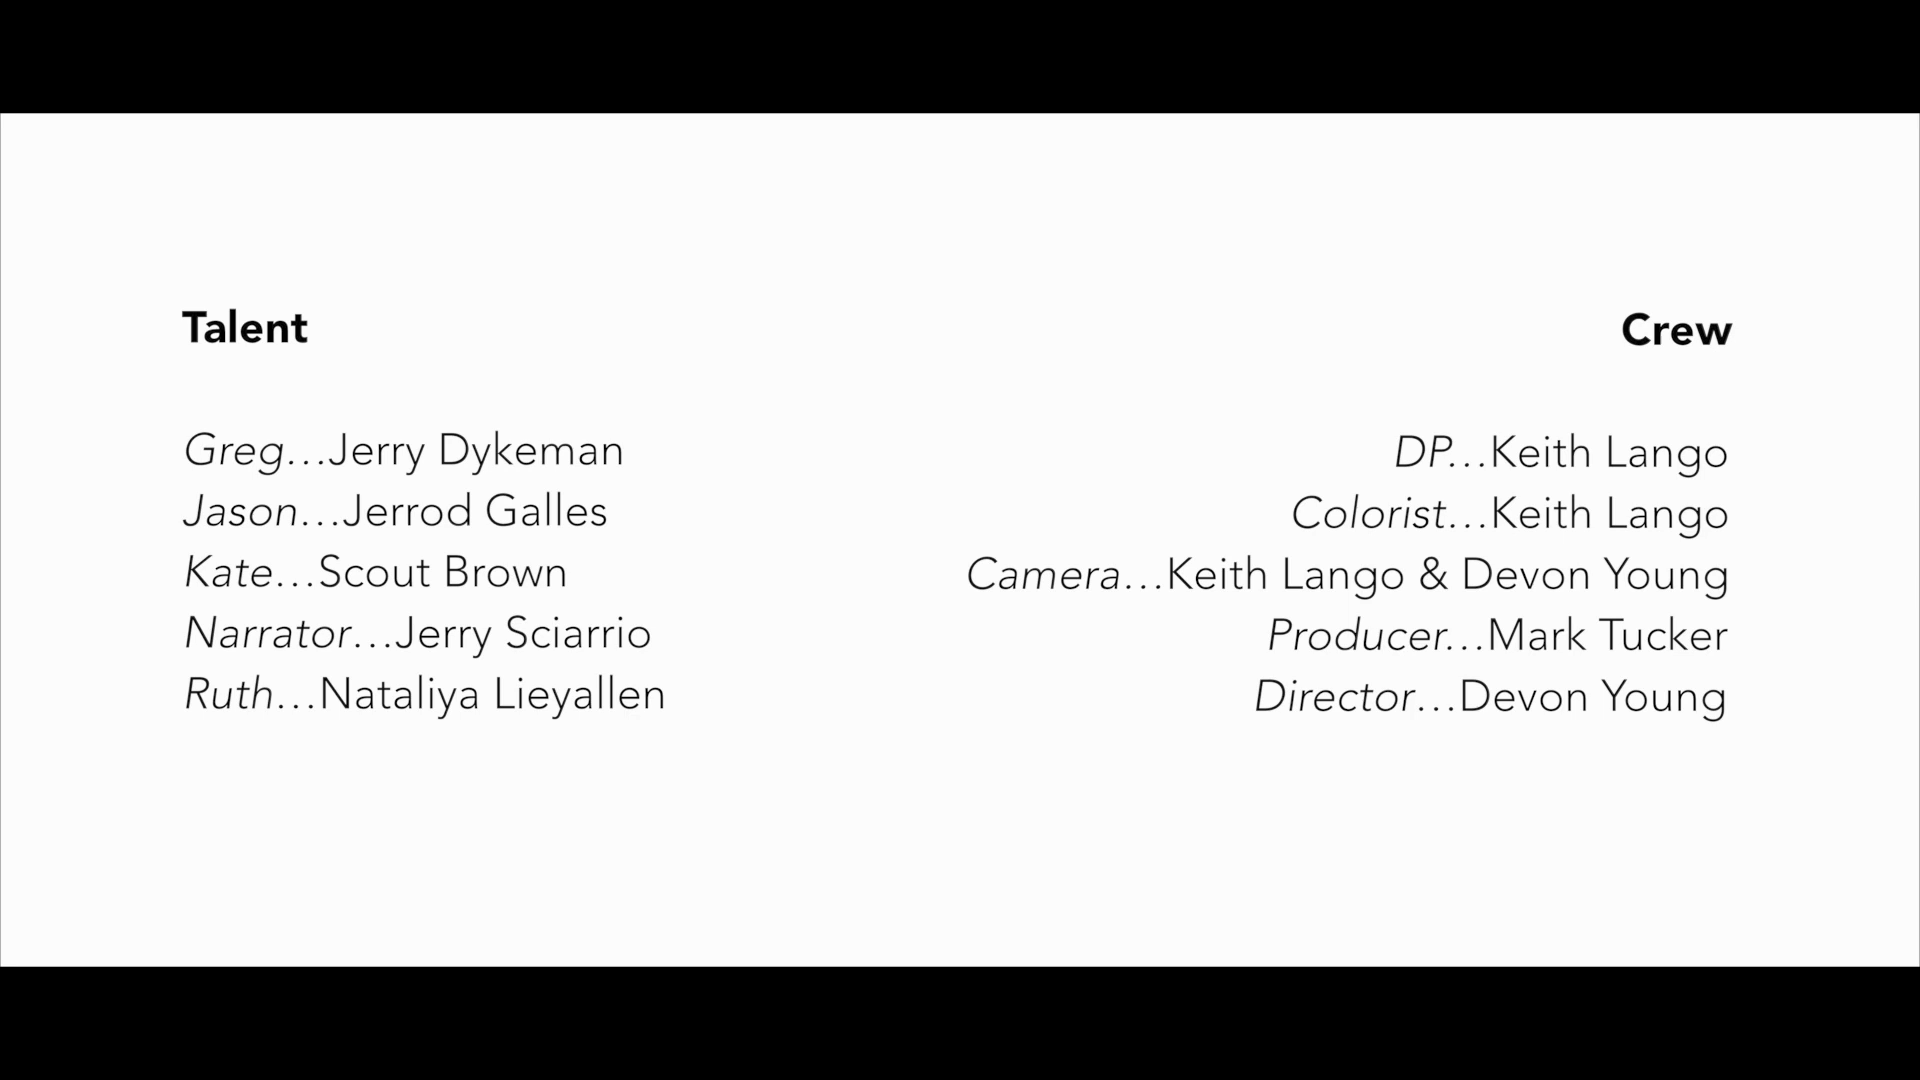 Talent
Greg...Jerry Dykeman
Jason...Jerrod Galles
Kate...Scout Brown
Narrator...Jerry Sciarrio
Ruth...Nataliya Lieyallen
Crew
DP...Keith Lango
Colorist...Keith Lango
Camera...Keith Lango & Devon Young
Producer...Mark Tucker
Director...Devon Young